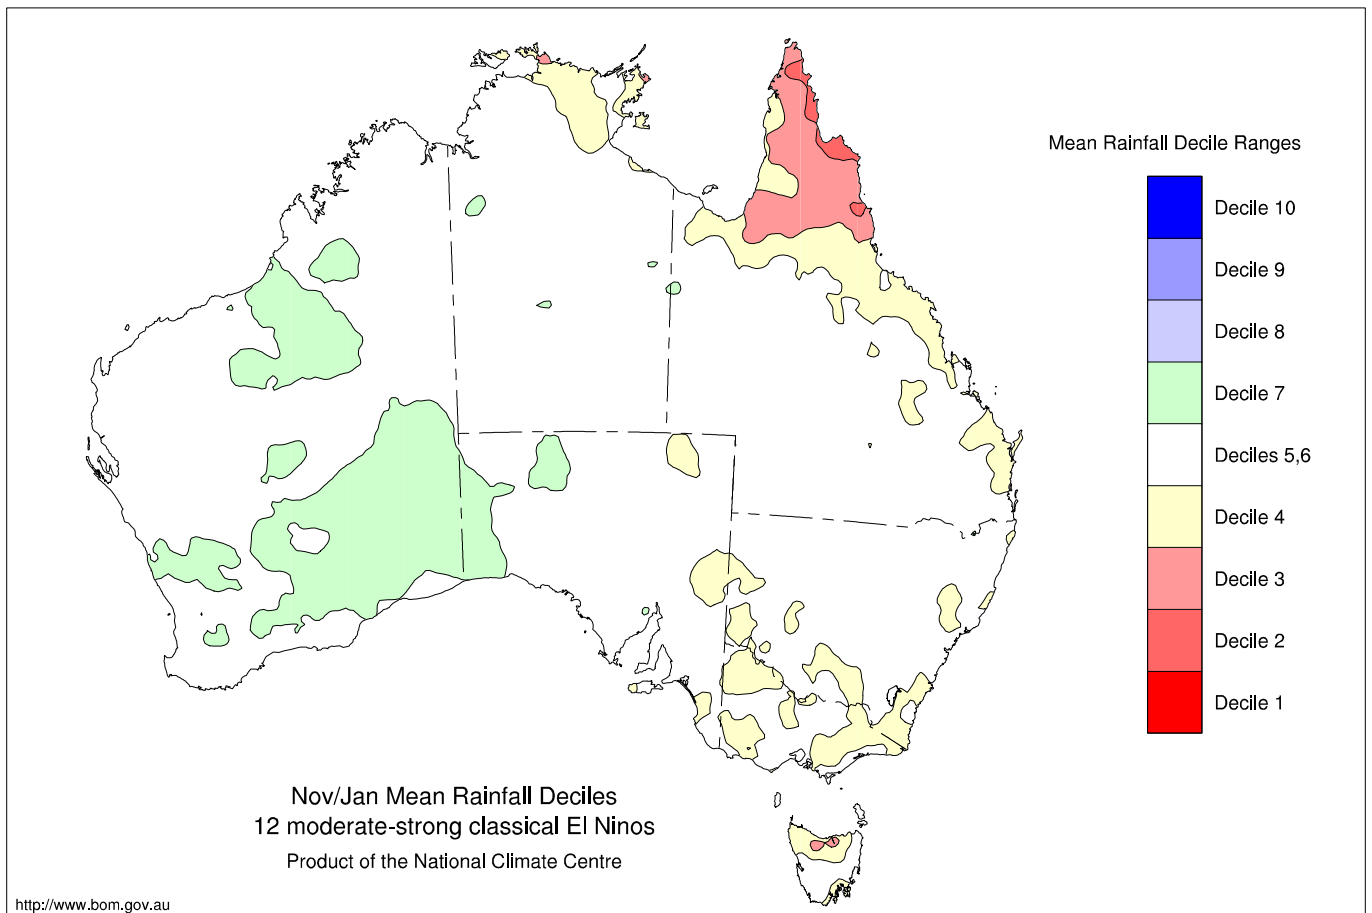 Mean Rainfall Decile Ranges
Decile 10
Decile 9
Decile 8
Decile 7
Deciles 5,6
Decile 4
Decile 3
Decile 2
Decile 1
Nov/Jan Mean Rainfall Deciles
12 moderate-strong classical El Ninos
Product of the National Climate Centre
http://www.bom.gov.au